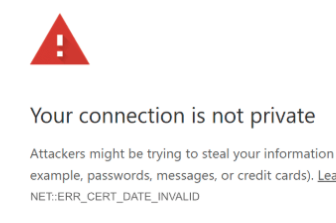 Your connection is not private
Attackers might be trying to steal your information
example, passwords, messages, or credit cards). Lea
NET::ERR_CERT_DATE_INVALID